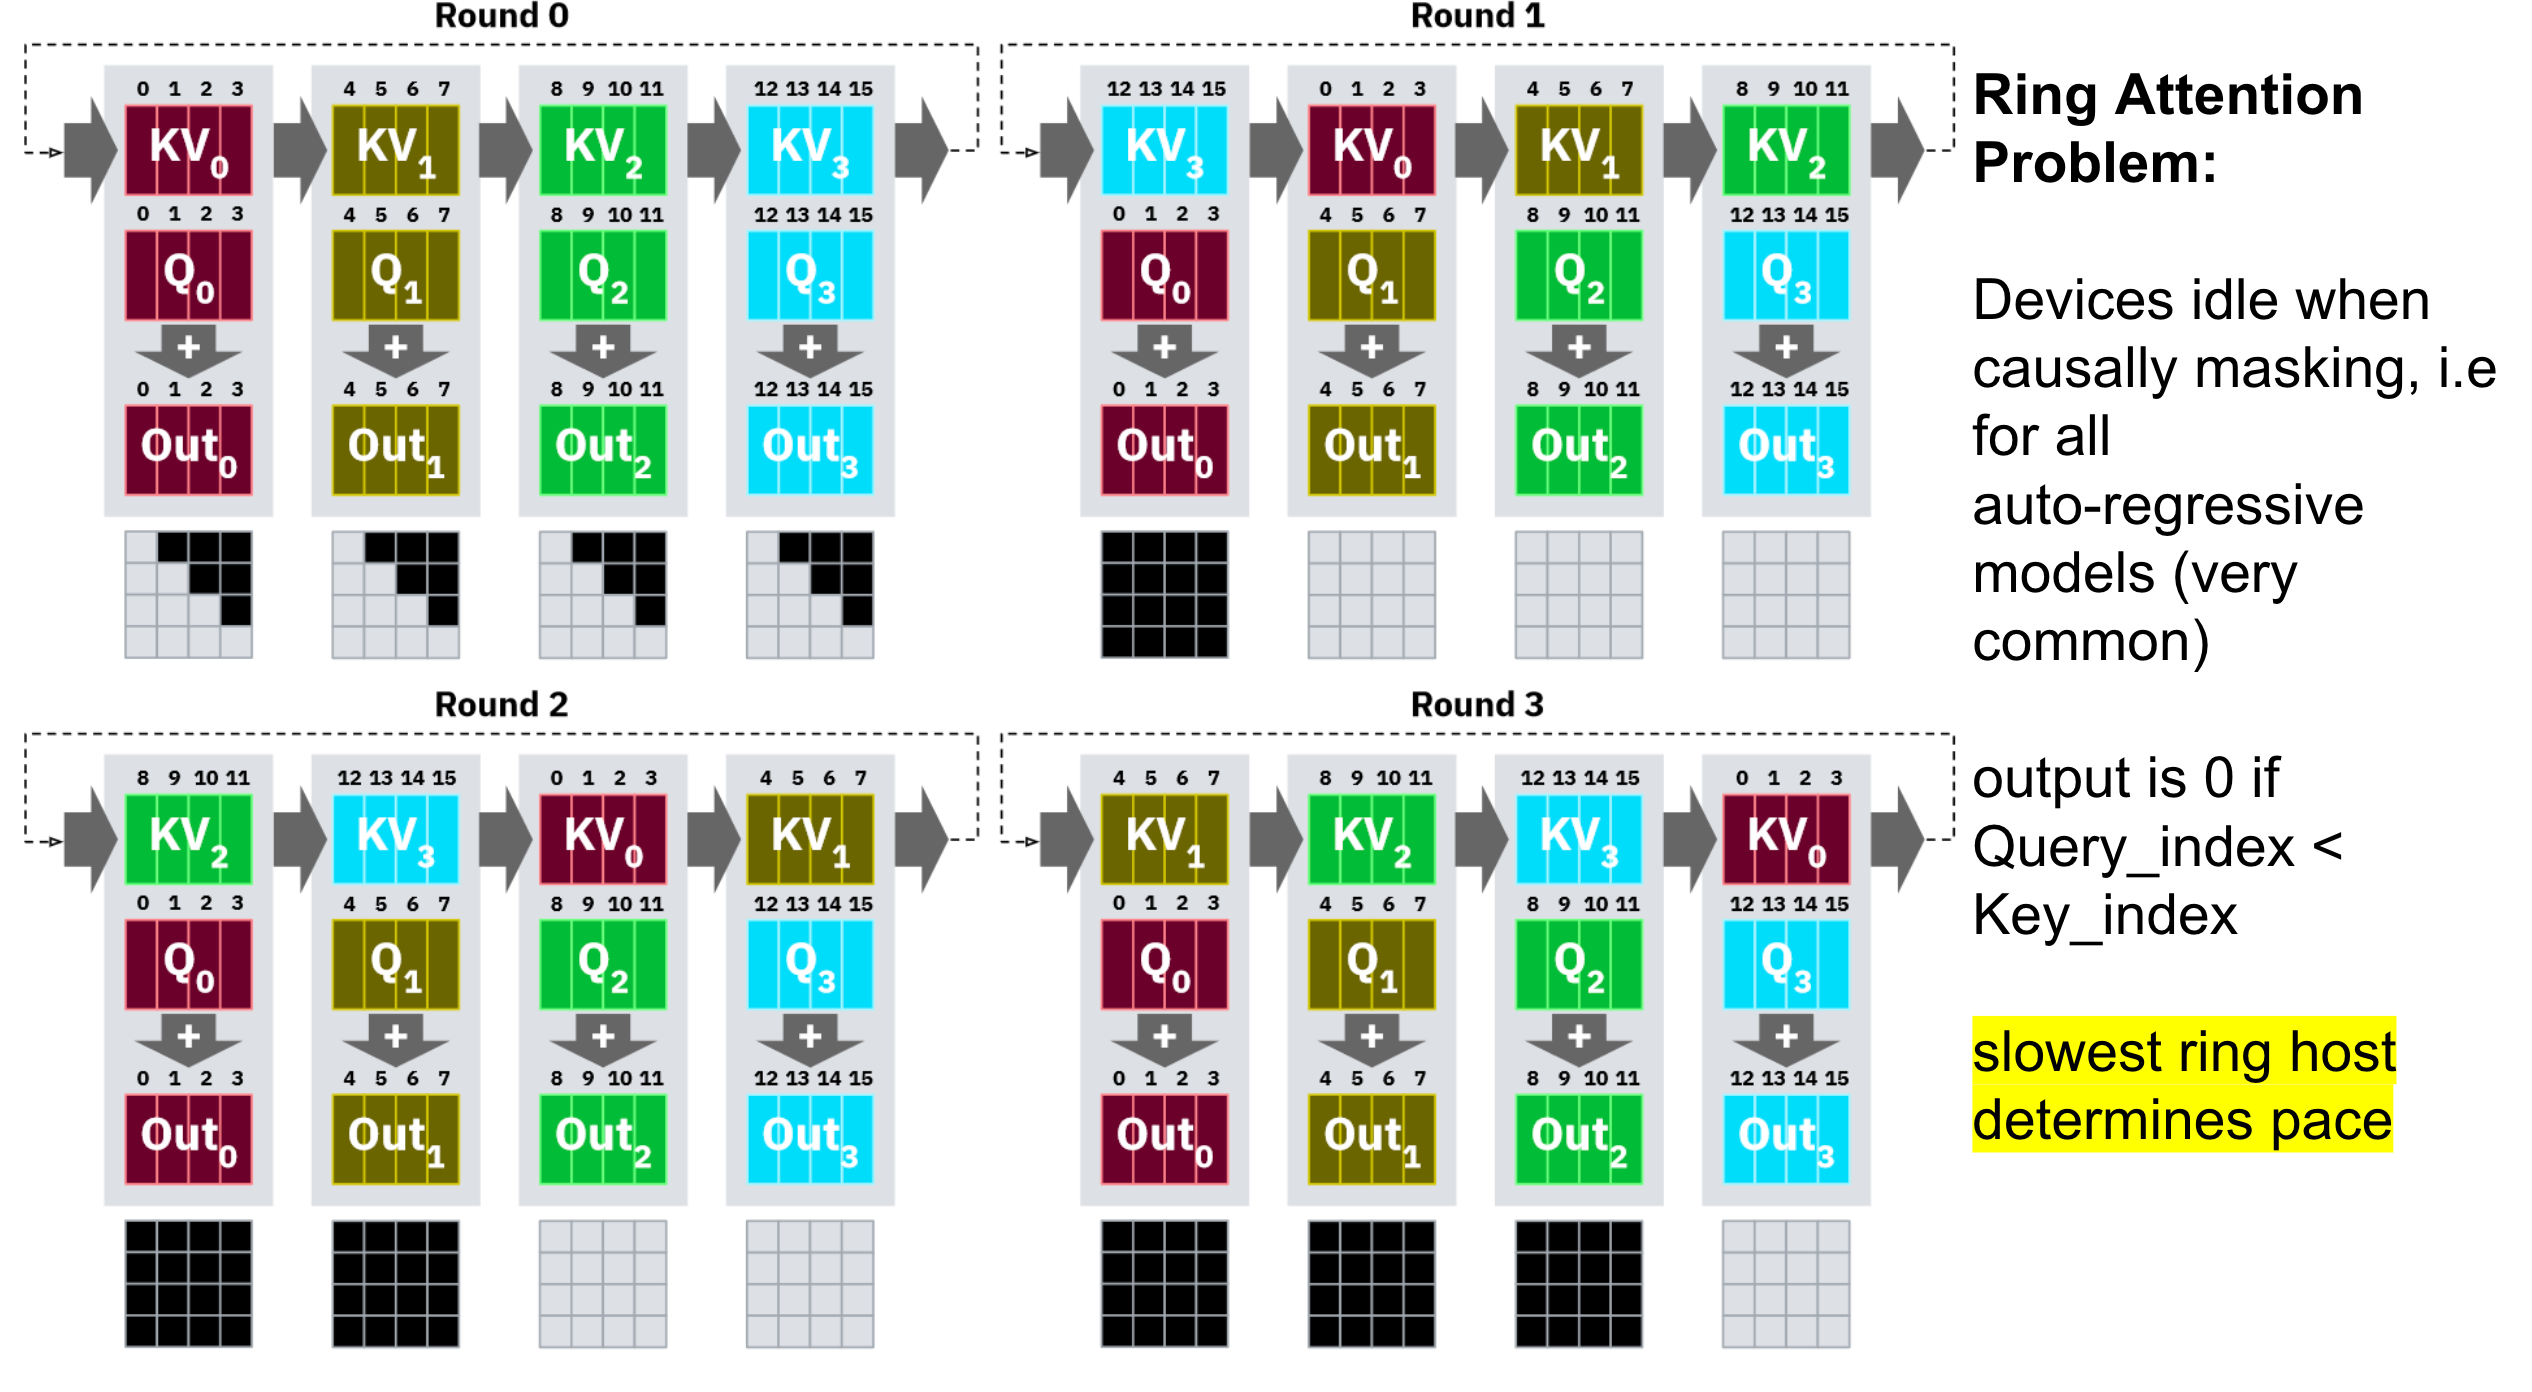 Round 0
0 1 2 3 4 5 6 7 8 9 10 11 12 13 14 15
KV0 KV1 KV2 KV3
0 1 2 3 4 5 6 7 8 9 10 11 12 13 14 15
Q0 Q1 Q2 Q3
+ + + +
0 1 2 3 4 5 6 7 8 9 10 11 12 13 14 15
Out0 Out1 Out2 Out3
Round 1
12 13 14 15 0 1 2 3 4 5 6 7 8 9 10 11
KV3 KV0 KV1 KV2
0 1 2 3 4 5 6 7 8 9 10 11 12 13 14 15
Q0 Q1 Q2 Q3
+ + + +
0 1 2 3 4 5 6 7 8 9 10 11 12 13 14 15
Out0 Out1 Out2 Out3
Round 2
8 9 10 11 12 13 14 15 0 1 2 3 4 5 6 7
KV2 KV3 KV0 KV1
0 1 2 3 4 5 6 7 8 9 10 11 12 13 14 15
Q0 Q1 Q2 Q3
+ + + +
0 1 2 3 4 5 6 7 8 9 10 11 12 13 14 15
Out0 Out1 Out2 Out3
Round 3
4 5 6 7 8 9 10 11 12 13 14 15 0 1 2 3
KV1 KV2 KV3 KV0
0 1 2 3 4 5 6 7 8 9 10 11 12 13 14 15
Q0 Q1 Q2 Q3
+ + + +
0 1 2 3 4 5 6 7 8 9 10 11 12 13 14 15
Out0 Out1 Out2 Out3
Ring Attention
Problem:
Devices idle when
causally masking, i.e
for all
auto-regressive
models (very
common)
output is 0 if
Query_index <
Key_index
slowest ring host
determines pace